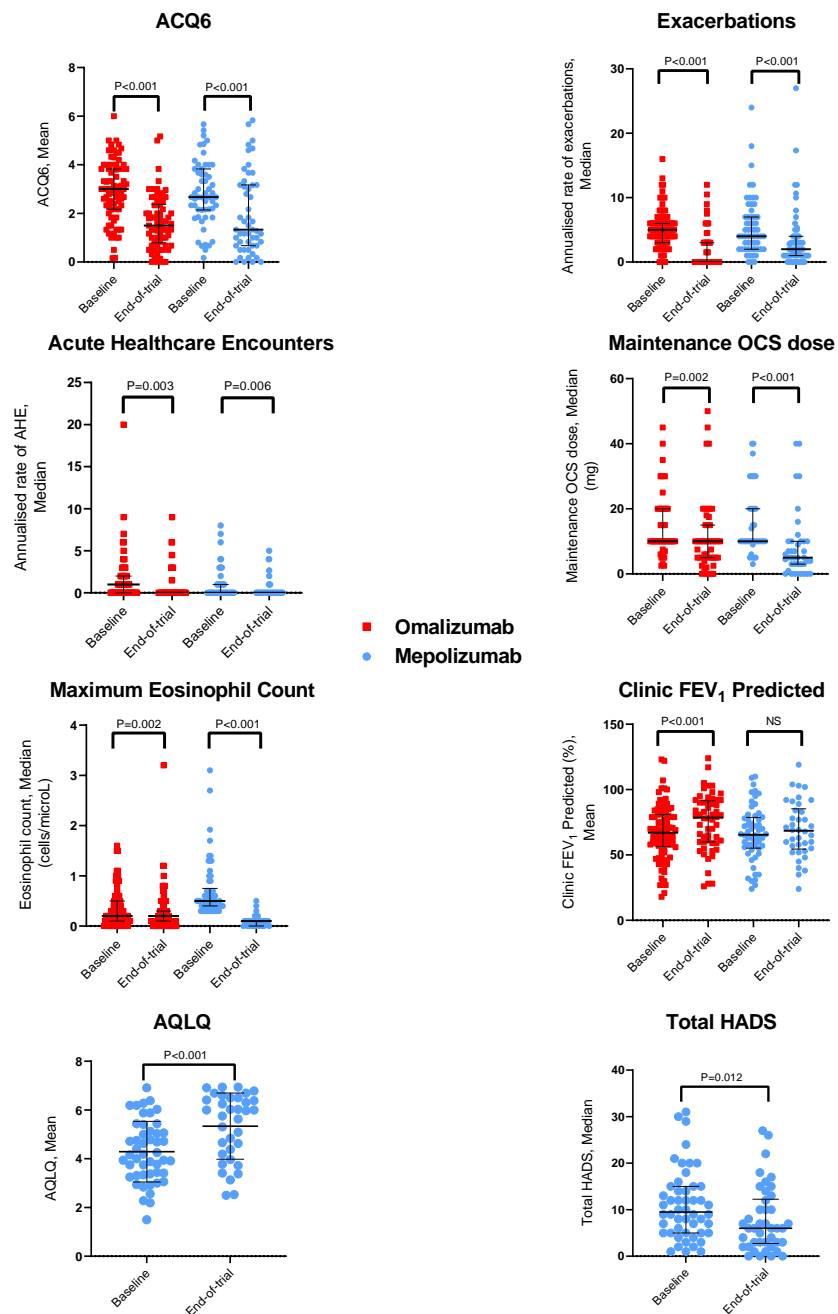 ACQ6
ACQ6, Mean
8
6
4
2
0
P<0.001
P<0.001
Baseline
End-of-trial
Baseline
End-of-trial
Exacerbations
Annualised rate of exacerbations,
Median
30
20
10
0
P<0.001
P<0.001
Baseline
End-of-trial
Baseline
End-of-trial
Acute Healthcare Encounters
Annualised rate of AHE,
Median
25
20
15
10
5
0
P=0.003
P=0.006
Baseline
End-of-trial
Baseline
End-of-trial
Maintenance OCS dose
Maintenance OCS dose, Median
(mg)
60
40
20
0
P=0.002
P<0.001
Baseline
End-of-trial
Baseline
End-of-trial
Omalizumab
Mepolizumab
Maximum Eosinophil Count
Eosinophil count, Median
(cells/microL)
4
3
2
1
0
P=0.002
P<0.001
Baseline
End-of-trial
Baseline
End-of-trial
Clinic FEV₁ Predicted
Clinic FEV₁ Predicted (%),
Mean
150
100
50
0
P<0.001
NS
Baseline
End-of-trial
Baseline
End-of-trial
AQLQ
AQLQ, Mean
8
6
4
2
0
P<0.001
Baseline
End-of-trial
Total HADS
Total HADS, Median
40
30
20
10
0
P=0.012
Baseline
End-of-trial